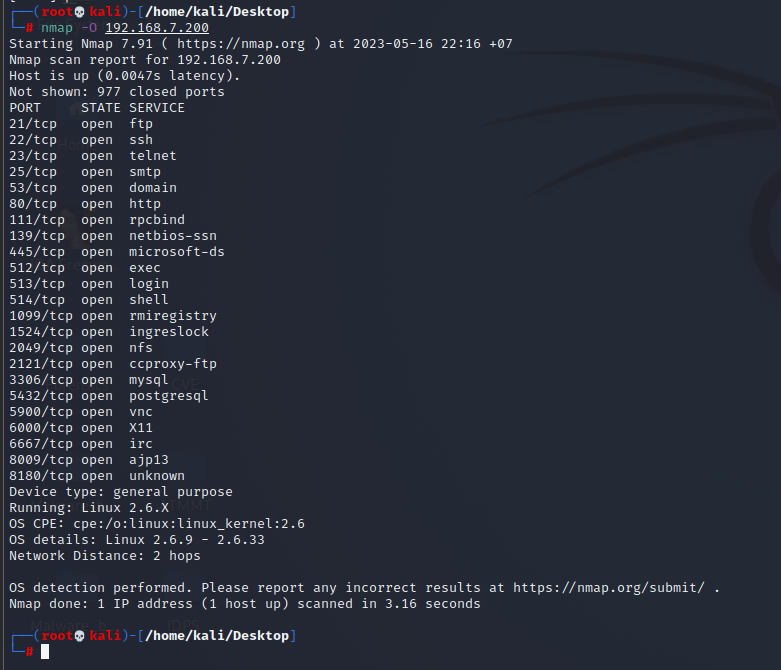 ┌──(root💀kali)-[/home/kali/Desktop]
└─# nmap -O 192.168.7.200
Starting Nmap 7.91 ( https://nmap.org ) at 2023-05-16 22:16 +07
Nmap scan report for 192.168.7.200
Host is up (0.0047s latency).
Not shown: 977 closed ports
PORT     STATE SERVICE
21/tcp   open  ftp
22/tcp   open  ssh
23/tcp   open  telnet
25/tcp   open  smtp
53/tcp   open  domain
80/tcp   open  http
111/tcp  open  rpcbind
139/tcp  open  netbios-ssn
445/tcp  open  microsoft-ds
512/tcp  open  exec
513/tcp  open  login
514/tcp  open  shell
1099/tcp open  rmiregistry
1524/tcp open  ingreslock
2049/tcp open  nfs
2121/tcp open  ccproxy-ftp
3306/tcp open  mysql
5432/tcp open  postgresql
5900/tcp open  vnc
6000/tcp open  X11
6667/tcp open  irc
8009/tcp open  ajp13
8180/tcp open  unknown
Device type: general purpose
Running: Linux 2.6.X
OS CPE: cpe:/o:linux:linux_kernel:2.6
OS details: Linux 2.6.9 - 2.6.33
Network Distance: 2 hops
OS detection performed. Please report any incorrect results at https://nmap.org/submit/ .
Nmap done: 1 IP address (1 host up) scanned in 3.16 seconds
┌──(root💀kali)-[/home/kali/Desktop]
└─#